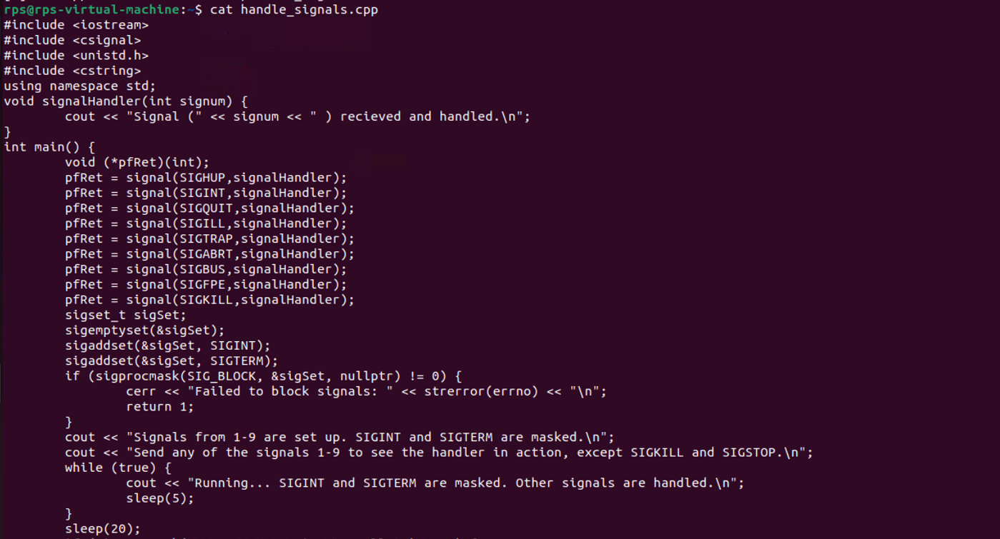 rps@rps-virtual-machine:~$ cat handle_signals.cpp
#include <iostream>
#include <csignal>
#include <unistd.h>
#include <cstring>
using namespace std;
void signalHandler(int signum) {
        cout << "Signal (" << signum << " ) recieved and handled.\n";
}
int main() {
        void (*pfRet)(int);
        pfRet = signal(SIGHUP,signalHandler);
        pfRet = signal(SIGINT,signalHandler);
        pfRet = signal(SIGQUIT,signalHandler);
        pfRet = signal(SIGILL,signalHandler);
        pfRet = signal(SIGTRAP,signalHandler);
        pfRet = signal(SIGABRT,signalHandler);
        pfRet = signal(SIGBUS,signalHandler);
        pfRet = signal(SIGFPE,signalHandler);
        pfRet = signal(SIGKILL,signalHandler);
        sigset_t sigSet;
        sigemptyset(&sigSet);
        sigaddset(&sigSet, SIGINT);
        sigaddset(&sigSet, SIGTERM);
        if (sigprocmask(SIG_BLOCK, &sigSet, nullptr) != 0) {
                cerr << "Failed to block signals: " << strerror(errno) << "\n";
                return 1;
        }
        cout << "Signals from 1-9 are set up. SIGINT and SIGTERM are masked.\n";
        cout << "Send any of the signals 1-9 to see the handler in action, except SIGKILL and SIGSTOP.\n";
        while (true) {
                cout << "Running... SIGINT and SIGTERM are masked. Other signals are handled.\n";
                sleep(5);
        }
        sleep(20);